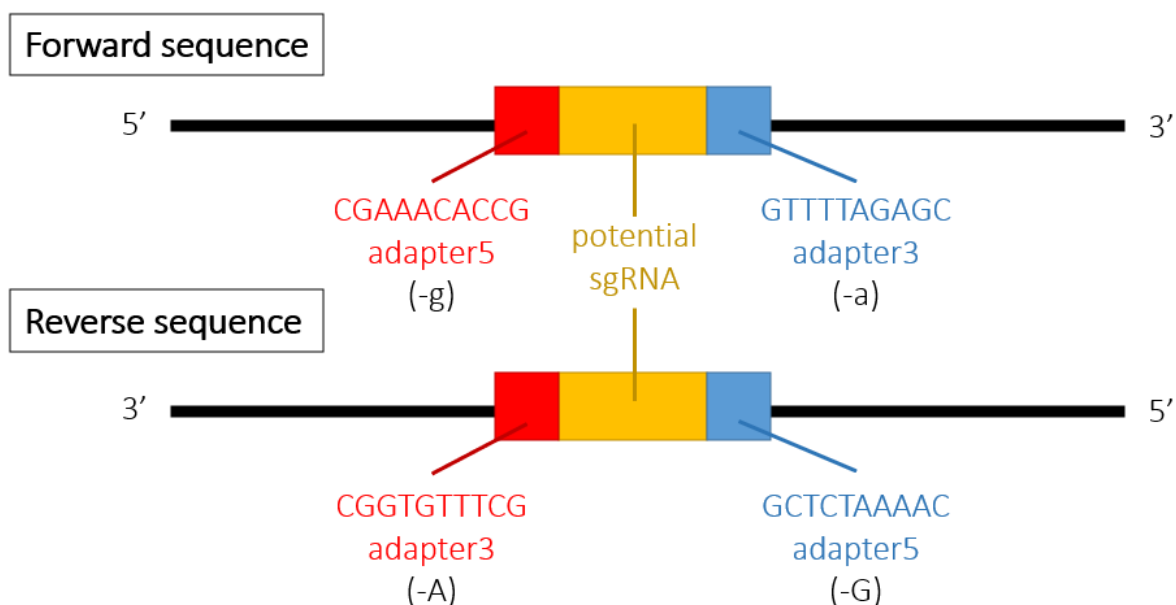 Forward sequence
5’
3’
CGAAACACCG
adapter5
(-g)
potential
sgRNA
GTTTTAGAGC
adapter3
(-a)
Reverse sequence
3’
5’
CGGTGTTTCG
adapter3
(-A)
GCTCTAAAAC
adapter5
(-G)